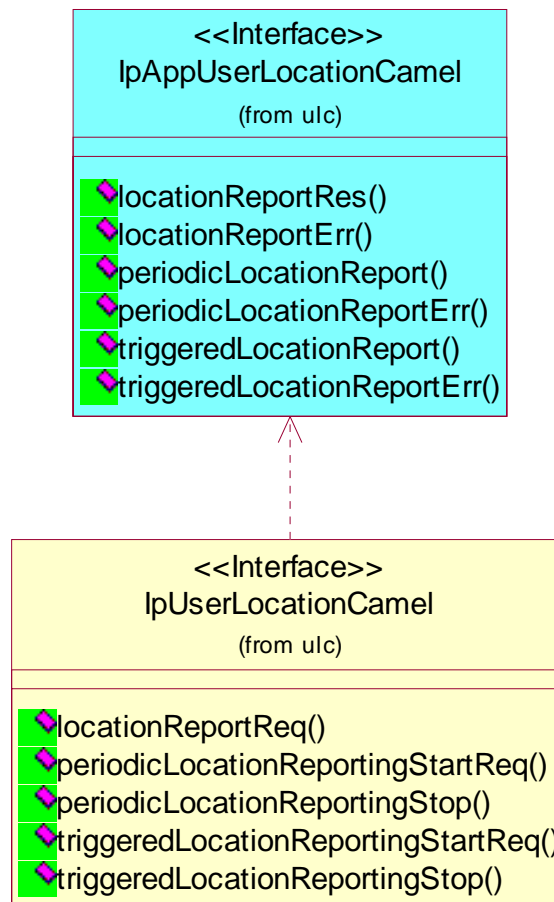 <<Interface>>
IpAppUserLocationCamel
(from ulc)
locationReportRes()
locationReportErr()
periodicLocationReport()
periodicLocationReportErr()
triggeredLocationReport()
triggeredLocationReportErr()
<<Interface>>
IpUserLocationCamel
(from ulc)
locationReportReq()
periodicLocationReportingStartReq()
periodicLocationReportingStop()
triggeredLocationReportingStartReq()
triggeredLocationReportingStop()